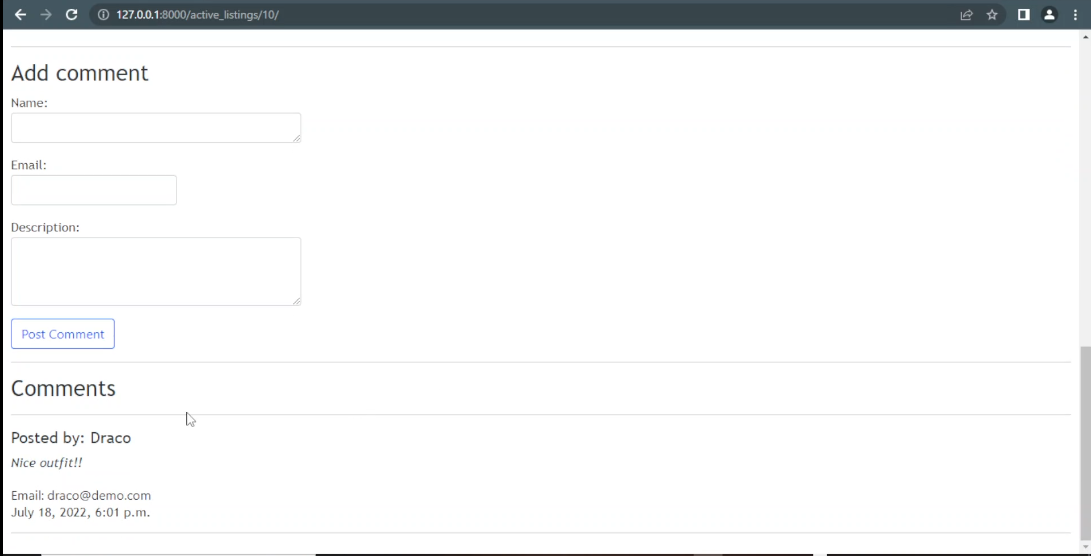 127.0.0.1:8000/active_listings/10/
Add comment
Name:
Email:
Description:
Post Comment
Comments
Posted by: Draco
Nice outfit!!
Email: draco@demo.com
July 18, 2022, 6:01 p.m.